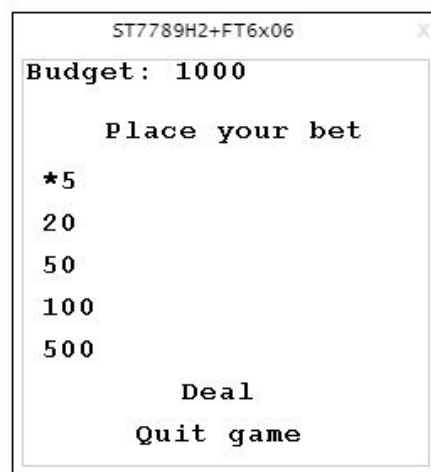 ST7789H2+FT6x06 X
Budget: 1000
Place your bet
*5
20
50
100
500
Deal
Quit game